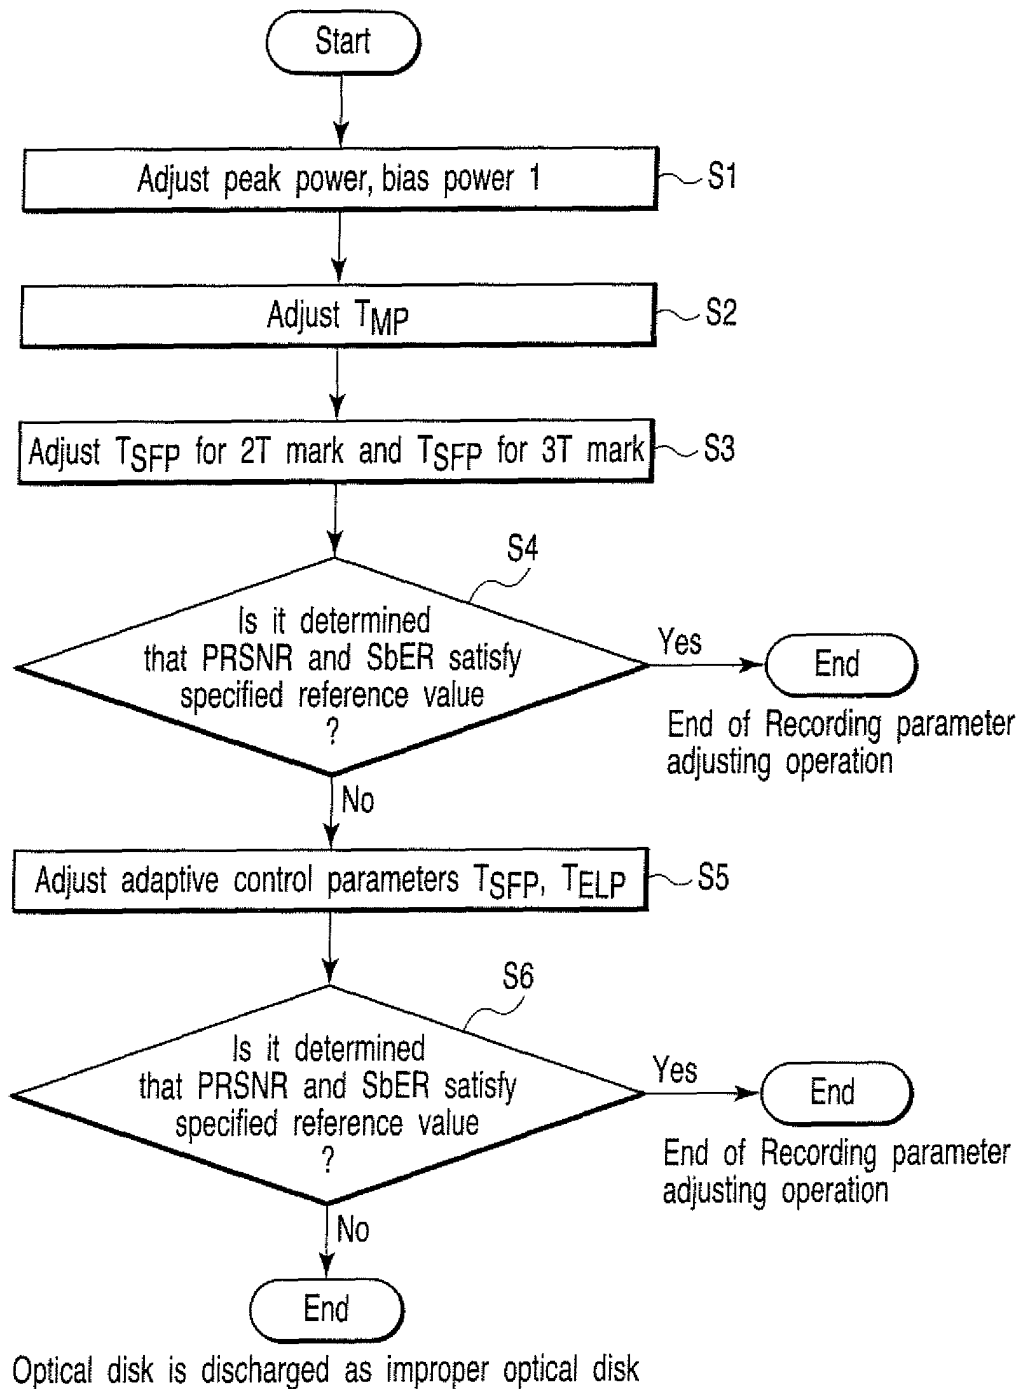 Start
Adjust peak power, bias power 1
S1
Adjust TMP
S2
Adjust TSFP for 2T mark and TSFP for 3T mark
S3
S4
Is it determined
that PRSNR and SbER satisfy
specified reference value
?
Yes
End
End of Recording parameter
adjusting operation
No
Adjust adaptive control parameters TSFP, TELP
S5
S6
Is it determined
that PRSNR and SbER satisfy
specified reference value
?
Yes
End
End of Recording parameter
adjusting operation
No
End
Optical disk is discharged as improper optical disk